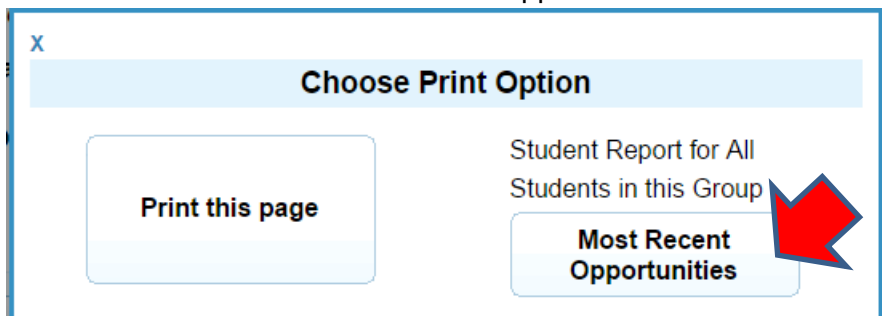 x
Choose Print Option
Print this page
Student Report for All
Students in this Group
Most Recent
Opportunities